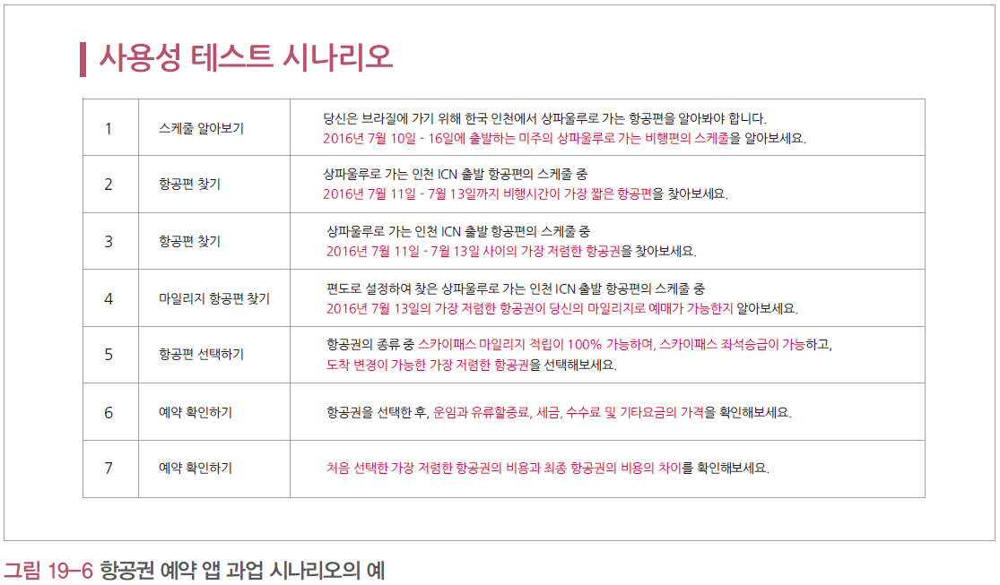 사용성 테스트 시나리오
1
스케줄 알아보기
당신은 브라질에 가기 위해 한국 인천에서 상파울루로 가는 항공편을 알아봐야 합니다.
2016년 7월 10일 - 16일에 출발하는 미주의 상파울루로 가는 비행편의 스케줄을 알아보세요.
2
항공편 찾기
상파울루로 가는 인천 ICN 출발 항공편의 스케줄 중
2016년 7월 11일 - 7월 13일까지 비행시간이 가장 짧은 항공편을 찾아보세요.
3
항공편 찾기
상파울루로 가는 인천 ICN 출발 항공편의 스케줄 중
2016년 7월 11일 - 7월 13일 사이의 가장 저렴한 항공권을 찾아보세요.
4
마일리지 항공편 찾기
편도로 설정하여 찾은 상파울루로 가는 인천 ICN 출발 항공편의 스케줄 중
2016년 7월 13일의 가장 저렴한 항공권이 당신의 마일리지로 예매가 가능한지 알아보세요.
5
항공편 선택하기
항공권의 종류 중 스카이패스 마일리지 적립이 100% 가능하며, 스카이패스 좌석승급이 가능하고,
도착 변경이 가능한 가장 저렴한 항공권을 선택해보세요.
6
예약 확인하기
항공권을 선택한 후, 운임과 유류할증료, 세금, 수수료 및 기타요금의 가격을 확인해보세요.
7
예약 확인하기
처음 선택한 가장 저렴한 항공권의 비용과 최종 항공권의 비용의 차이를 확인해보세요.
그림 19-6 항공권 예약 앱 과업 시나리오의 예